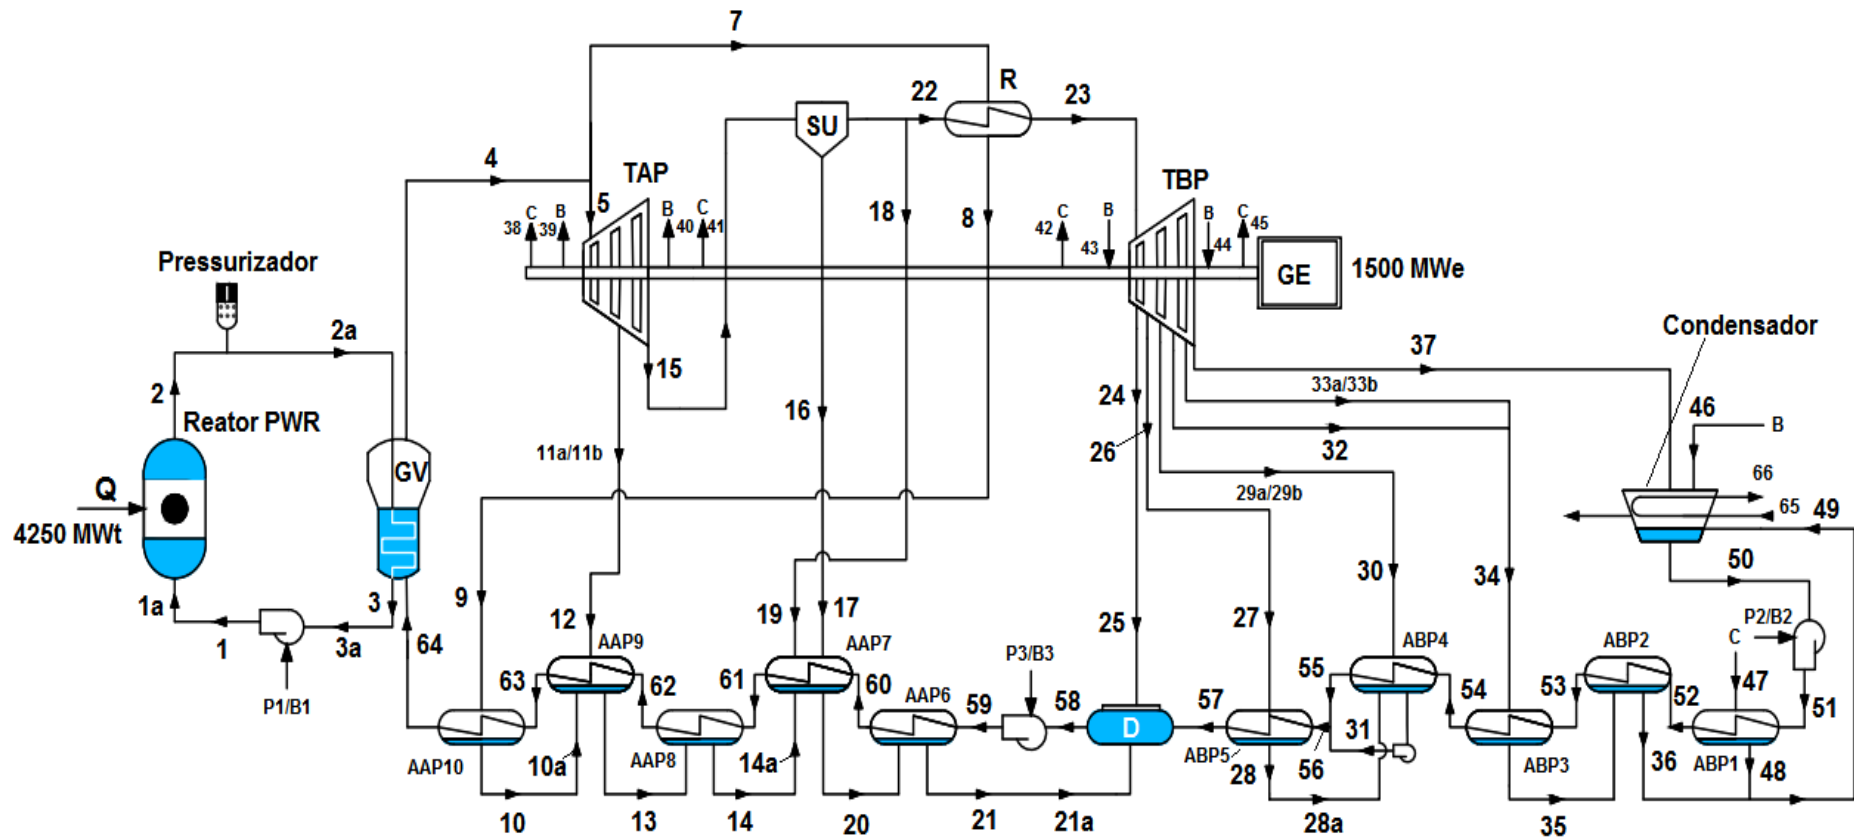 7
R
22
23
SU
4
TAP
TBP
5
C
B
B
C
18
8
C
B
B
C
38
39
40
41
42
43
44
45
GE
1500 MWe
Pressurizador
2a
Condensador
15
37
2
Reator PWR
16
24
33a/33b
46
B
26
32
11a/11b
GV
Q
4250 MWt
29a/29b
66
65
49
50
1a
3
9
12
19
17
25
27
30
34
1
3a
64
P1/B1
63
AAP9
62
61
AAP7
60
AAP6
59
P3/B3
58
57
55
ABP4
54
53
ABP2
52
P2/B2
C
47
51
D
31
AAP10
10a
AAP8
14a
ABP5
28
56
ABP3
36
ABP1
48
10
13
14
20
21
21a
28a
35